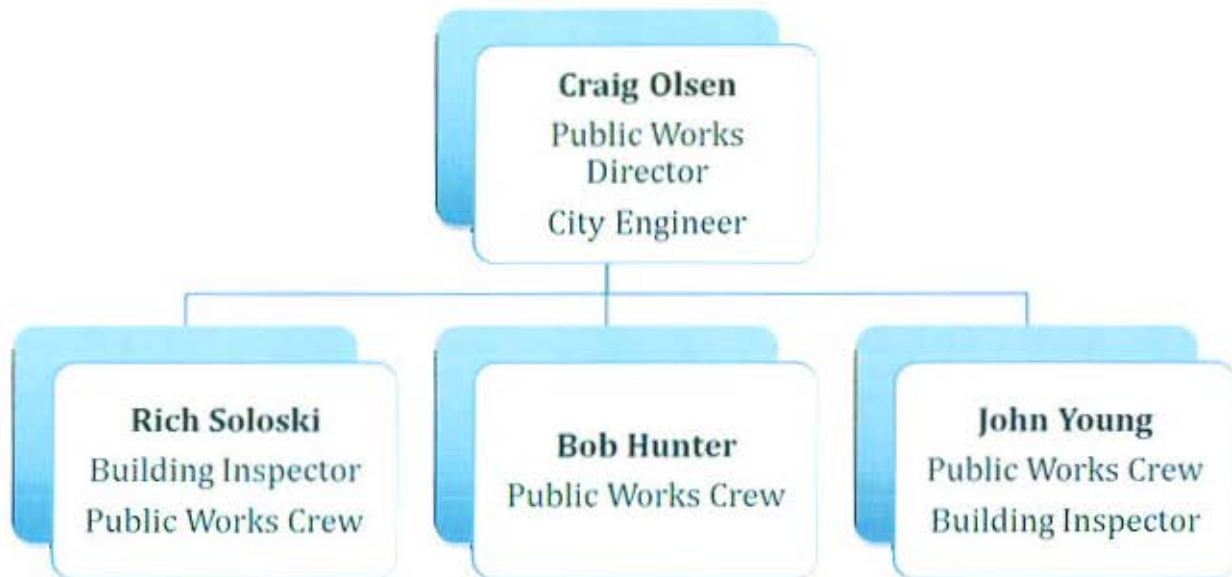 Craig Olsen
Public Works
Director
City Engineer
Rich Soloski
Building Inspector
Public Works Crew
Bob Hunter
Public Works Crew
John Young
Public Works Crew
Building Inspector